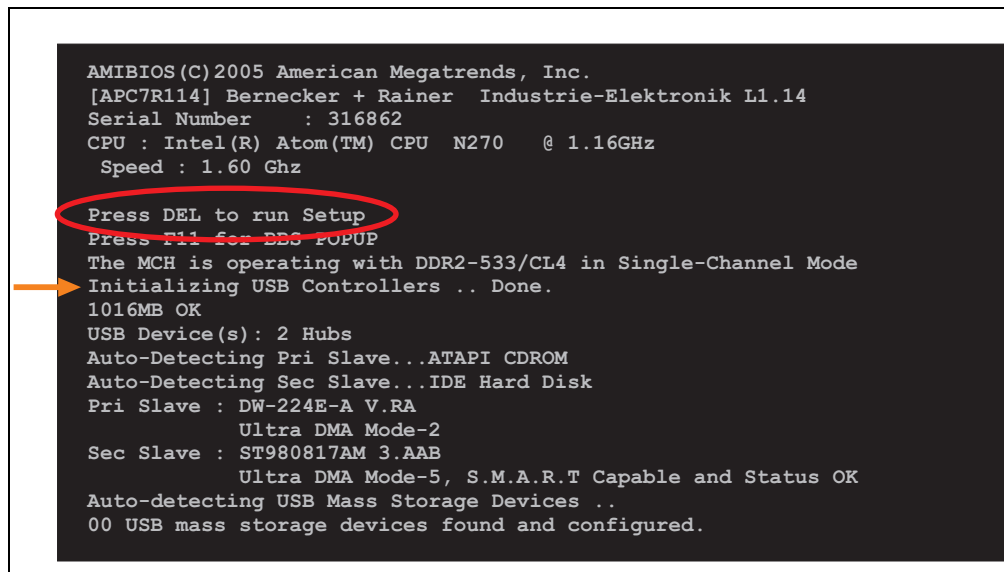 AMIBIOS(C)2005 American Megatrends, Inc.
[APC7R114] Bernecker + Rainer  Industrie-Elektronik L1.14
Serial Number    : 316862
CPU : Intel(R) Atom(TM) CPU  N270   @ 1.16GHz
 Speed : 1.60 Ghz
Press DEL to run Setup
Press F11 for BBS POPUP
The MCH is operating with DDR2-533/CL4 in Single-Channel Mode
Initializing USB Controllers .. Done.
1016MB OK
USB Device(s): 2 Hubs
Auto-Detecting Pri Slave...ATAPI CDROM
Auto-Detecting Sec Slave...IDE Hard Disk
Pri Slave : DW-224E-A V.RA
            Ultra DMA Mode-2
Sec Slave : ST980817AM 3.AAB
            Ultra DMA Mode-5, S.M.A.R.T Capable and Status OK
Auto-detecting USB Mass Storage Devices ..
00 USB mass storage devices found and configured.